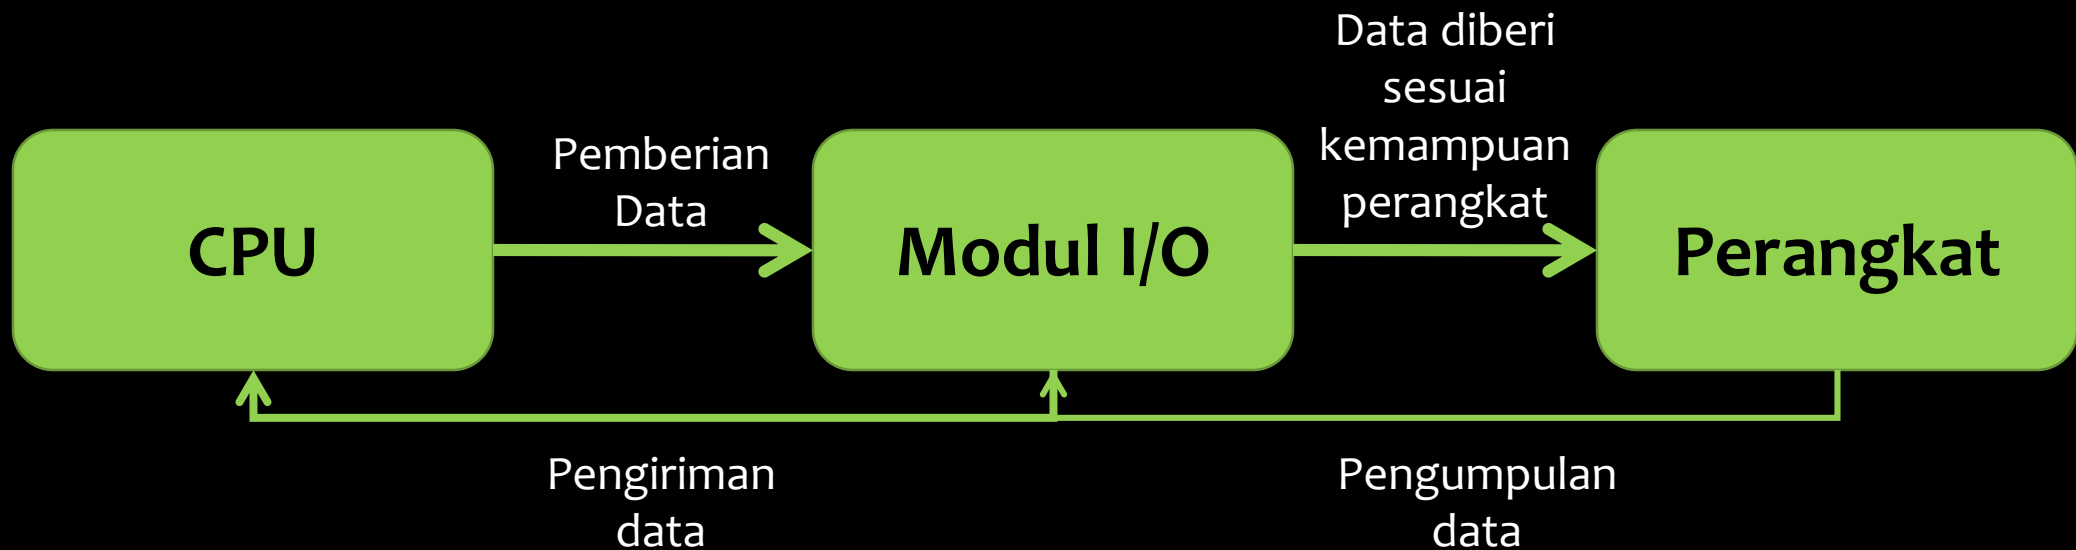 CPU
Pemberian
Data
Modul I/O
Data diberi
sesuai
kemampuan
perangkat
Perangkat
Pengiriman
data
Pengumpulan
data